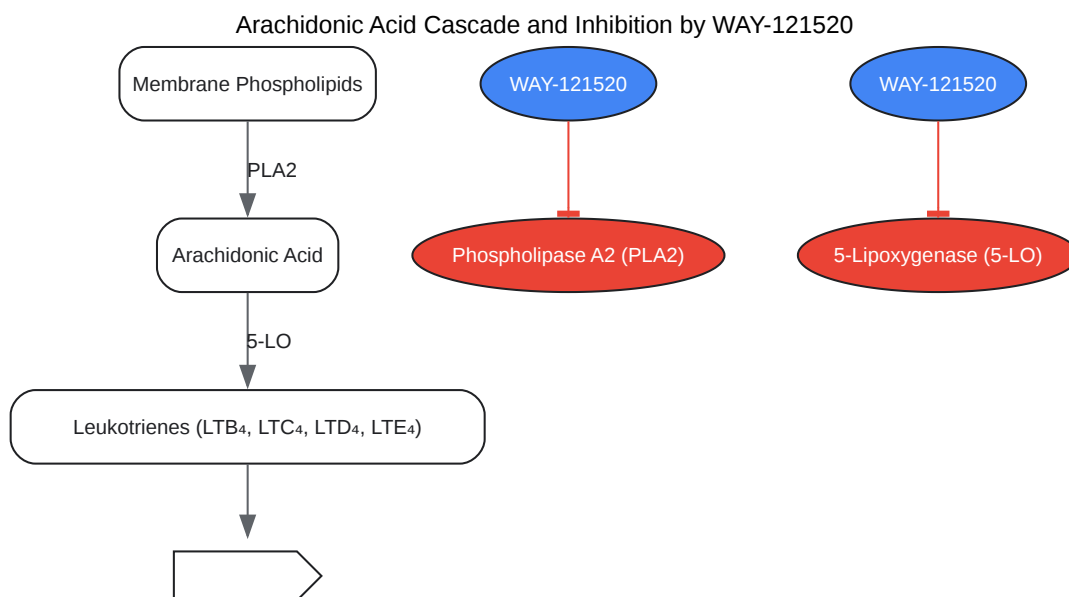 Arachidonic Acid Cascade and Inhibition by WAY-121520
Membrane Phospholipids
WAY-121520
WAY-121520
PLA2
Arachidonic Acid
Phospholipase A2 (PLA2)
5-Lipoxygenase (5-LO)
5-LO
Leukotrienes (LTB₄, LTC₄, LTD₄, LTE₄)